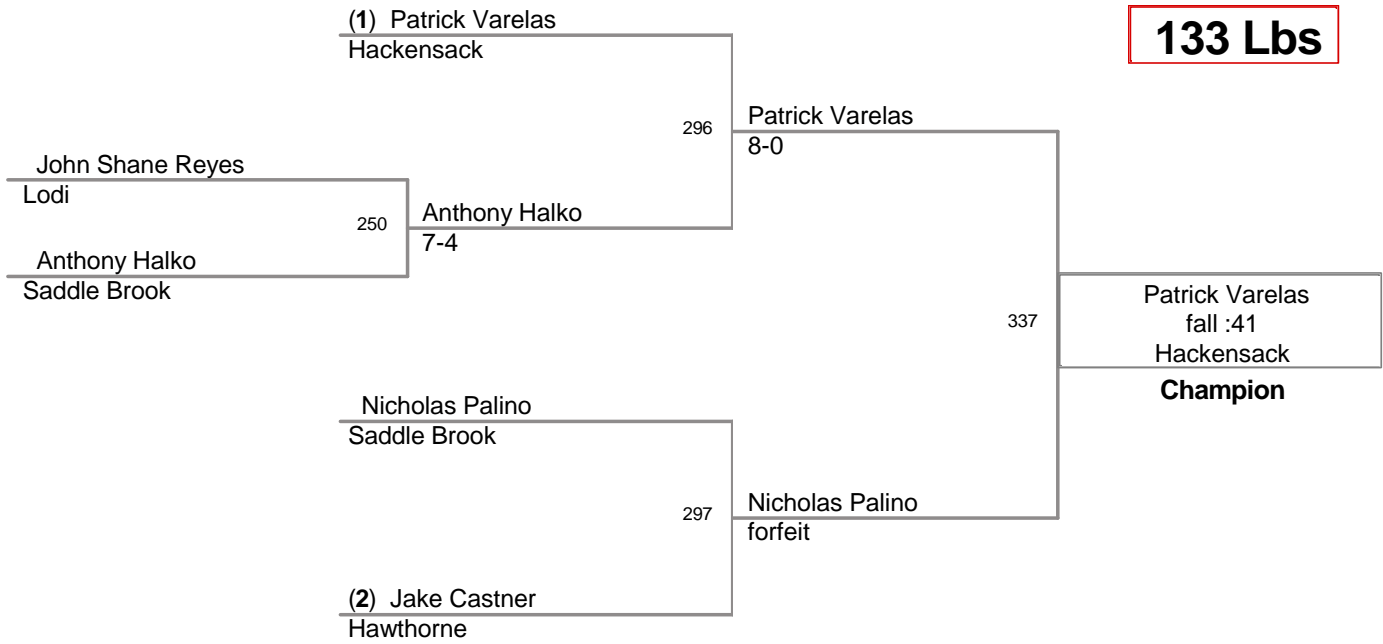 (1) Patrick Varelas
Hackensack
133 Lbs
296
Patrick Varelas
8-0
John Shane Reyes
Lodi
250
Anthony Halko
7-4
Anthony Halko
Saddle Brook
337
Patrick Varelas
fall :41
Hackensack
Champion
Nicholas Palino
Saddle Brook
297
Nicholas Palino
forfeit
(2) Jake Castner
Hawthorne